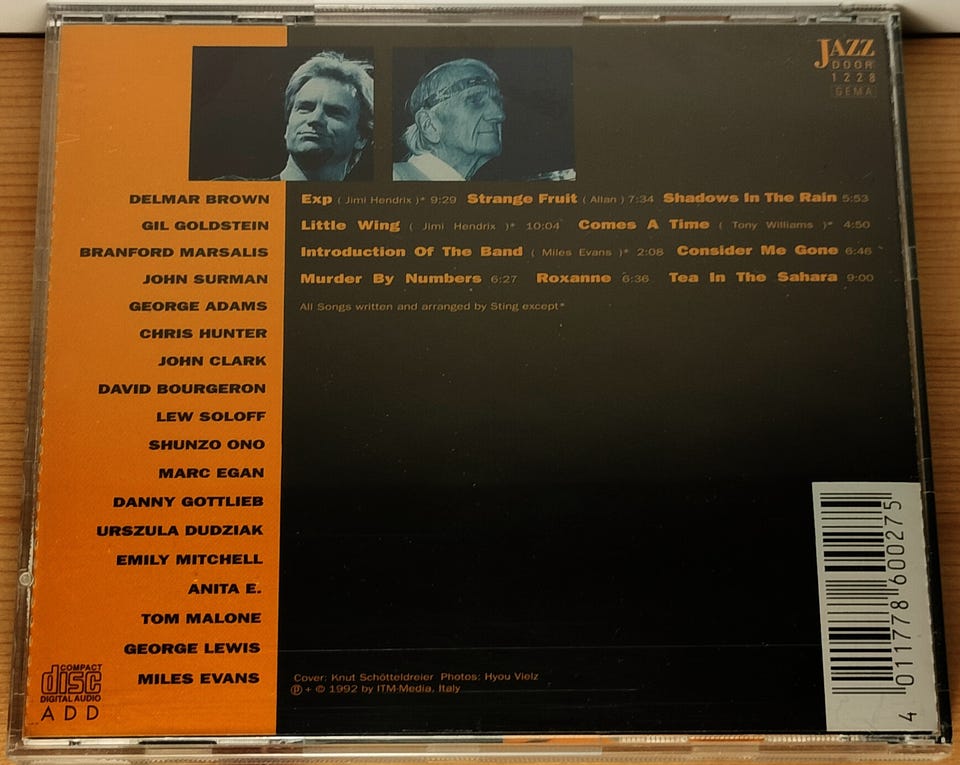 JAZZ
DOOR
1228
GEMA
DELMAR BROWN
GIL GOLDSTEIN
BRANFORD MARSALIS
JOHN SURMAN
GEORGE ADAMS
CHRIS HUNTER
JOHN CLARK
DAVID BOURGERON
LEW SOLOFF
SHUNZO ONO
MARC EGAN
DANNY GOTTLIEB
URSZULA DUDZIAK
EMILY MITCHELL
ANITA E.
TOM MALONE
GEORGE LEWIS
MILES EVANS
Exp ( Jimi Hendrix )* 9:29 Strange Fruit ( Allan ) 7:34 Shadows In The Rain 5:53
Little Wing ( Jimi Hendrix )* 10:04 Comes A Time ( Tony Williams )* 4:50
Introduction Of The Band ( Miles Evans )* 2:08 Consider Me Gone 6:46
Murder By Numbers 6:27 Roxanne 6:36 Tea In The Sahara 9:00
All Songs written and arranged by Sting except*
COMPACT
disc
DIGITAL AUDIO
ADD
Cover: Knut Schötteldreier Photos: Hyou Vielz
℗ + © 1992 by ITM-Media, Italy
4 011778 600275